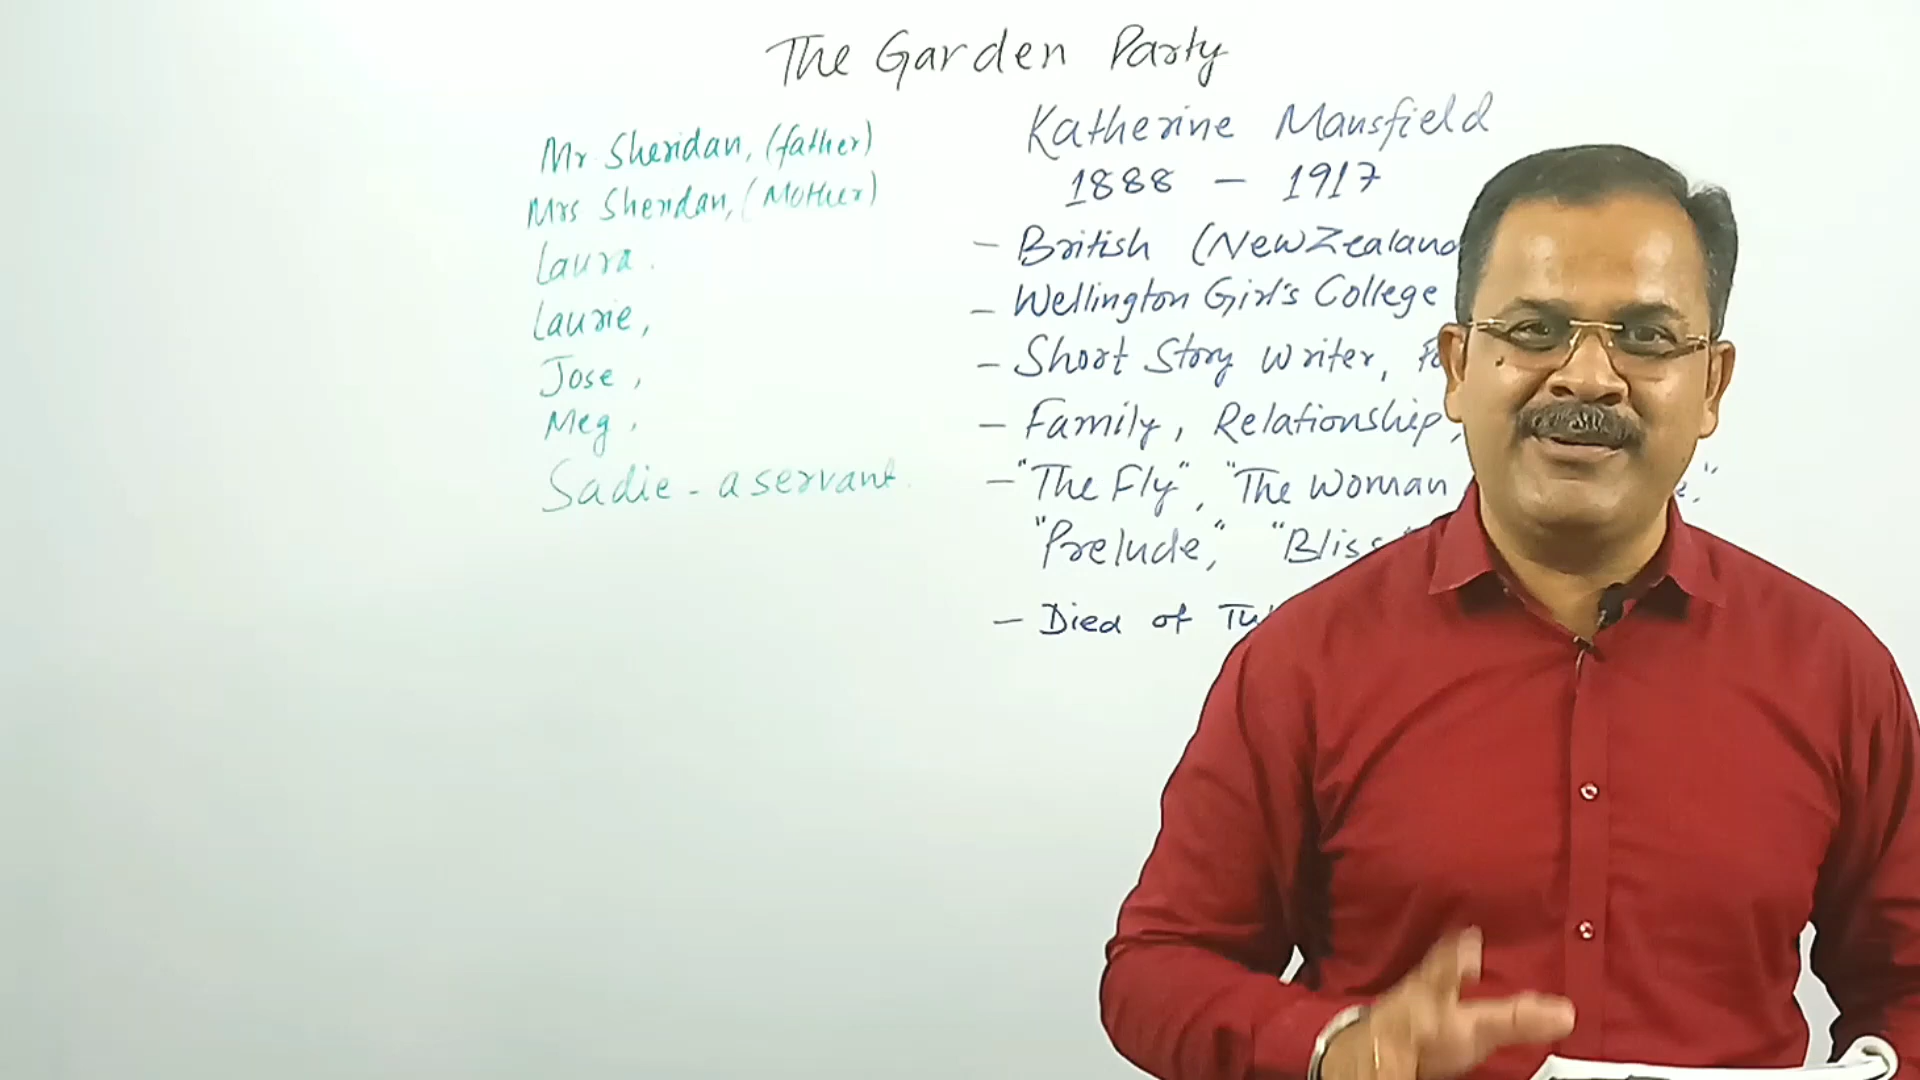 The Garden Party
Mr. Sheridan, (father)
Mrs Sheridan, (Mother)
Laura.
Laurie,
Jose,
Meg,
Sadie - a servant.
Katherine Mansfield
1888 - 1917
- British (NewZealand
- Wellington Girl's College
- Short Story Writer,
- Family, Relationship,
- "The Fly", "The Woman
"Prelude," "Bliss
- Died of